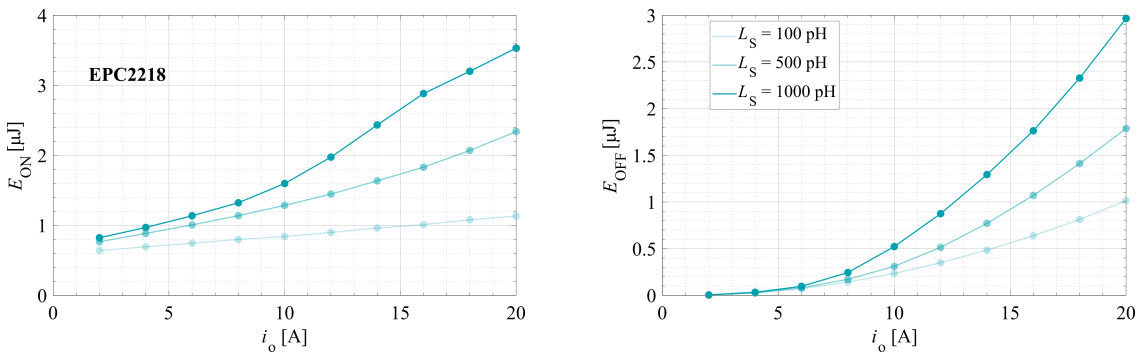 4
3
2
1
0
E_ON [μJ]
EPC2218
0
5
10
15
20
i_o [A]
3
2.5
2
1.5
1
0.5
0
E_OFF [μJ]
L_S = 100 pH
L_S = 500 pH
L_S = 1000 pH
0
5
10
15
20
i_o [A]